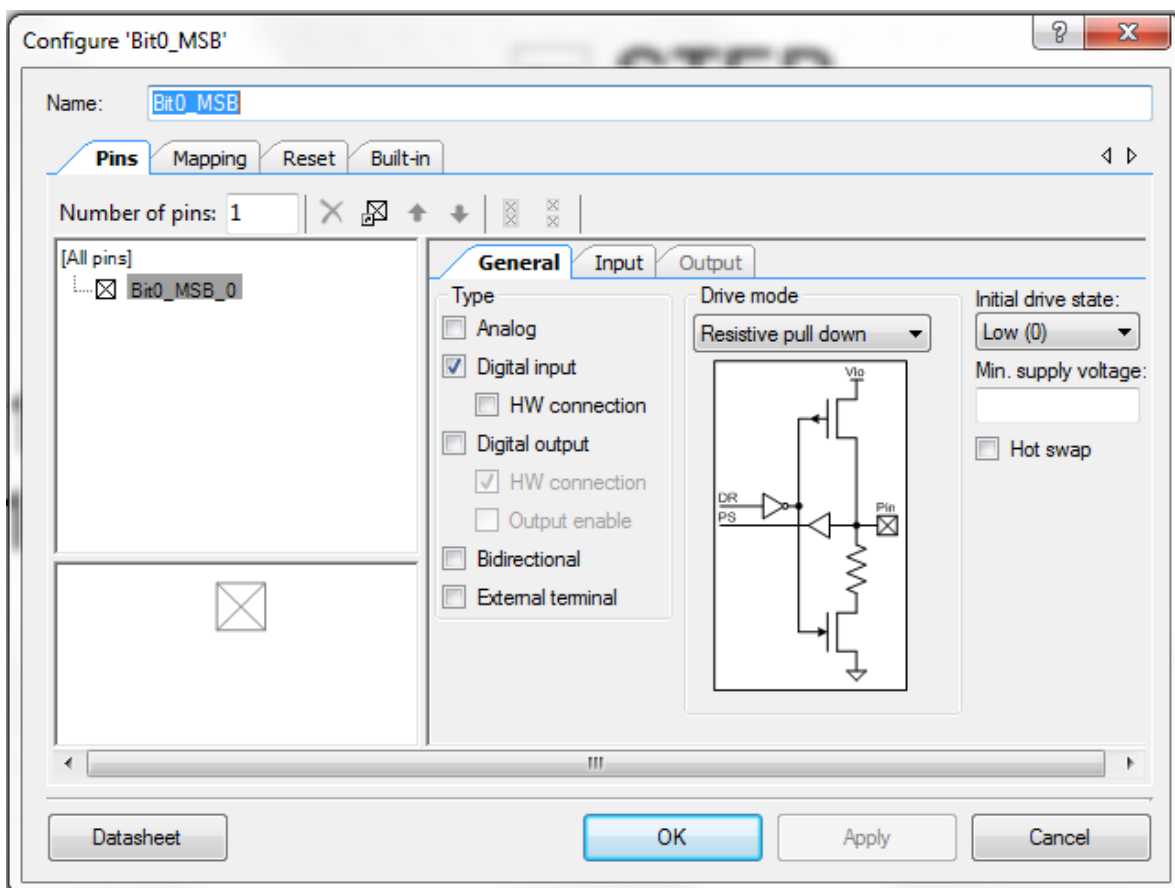 Configure 'Bit0_MSB'
Name: Bit0_MSB
Pins Mapping Reset Built-in
Number of pins: 1
[All pins]
Bit0_MSB_0
General Input Output
Type
Analog
Digital input
HW connection
Digital output
HW connection
Output enable
Bidirectional
External terminal
Drive mode
Resistive pull down
Vio
DR
PS
Pin
Initial drive state:
Low (0)
Min. supply voltage:
Hot swap
Datasheet OK Apply Cancel